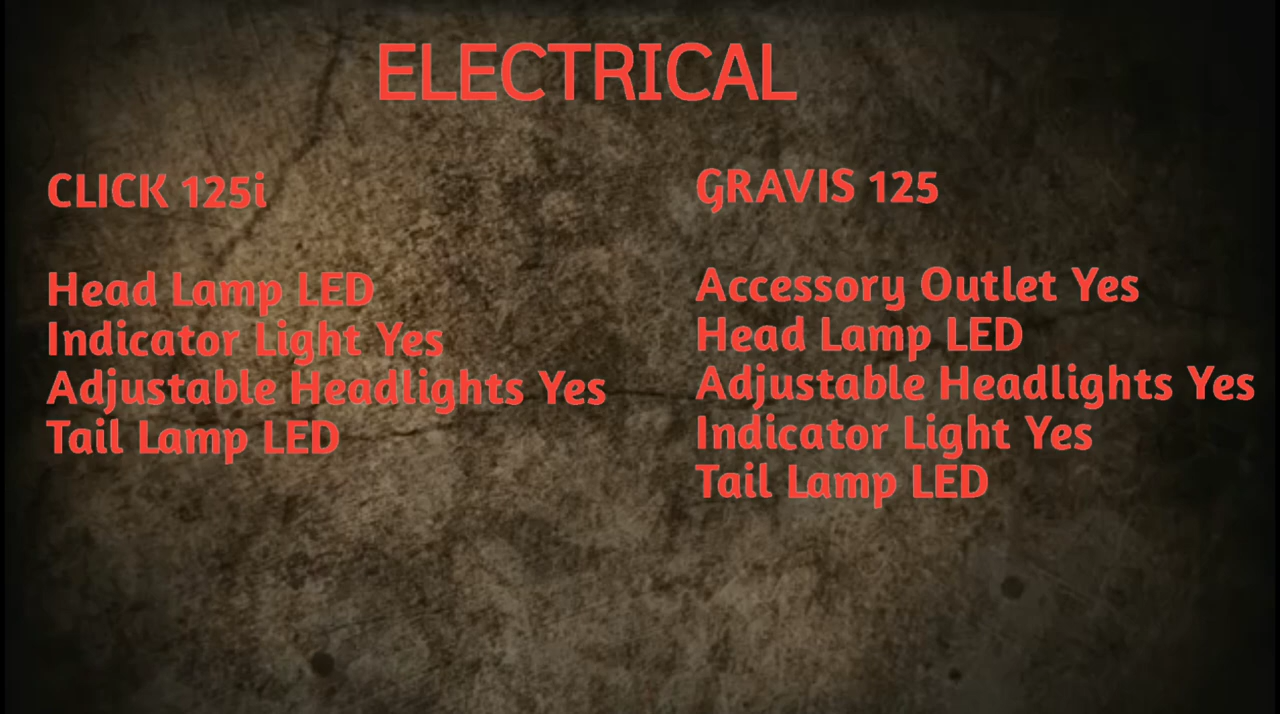 ELECTRICAL
CLICK 125i
Head Lamp LED
Indicator Light Yes
Adjustable Headlights Yes
Tail Lamp LED
GRAVIS 125
Accessory Outlet Yes
Head Lamp LED
Adjustable Headlights Yes
Indicator Light Yes
Tail Lamp LED